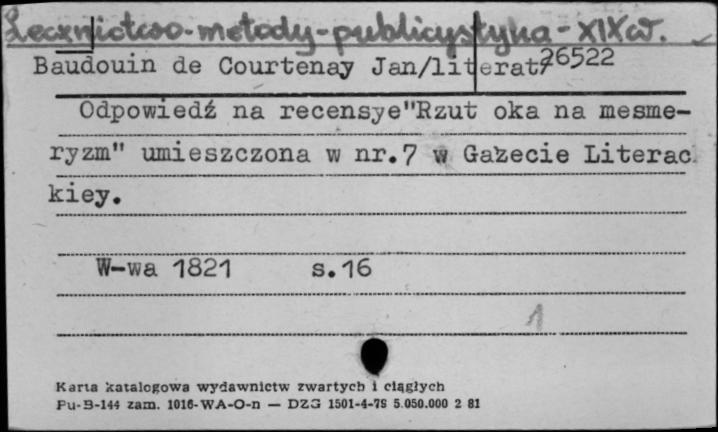 Lecznictwo-metody-publicystyka-XIXw.
Baudouin de Courtenay Jan/literat/ 26522
Odpowiedź na recensye"Rzut oka na mesme-
ryzm" umieszczona w nr.7 w Gazecie Literac
kiey.
W-wa 1821 s.16
1
Karta katalogowa wydawnictw zwartych i ciągłych
Pu-B-144 zam. 1016-WA-O-n — DZG 1501-4-78 5.050.000 2 81